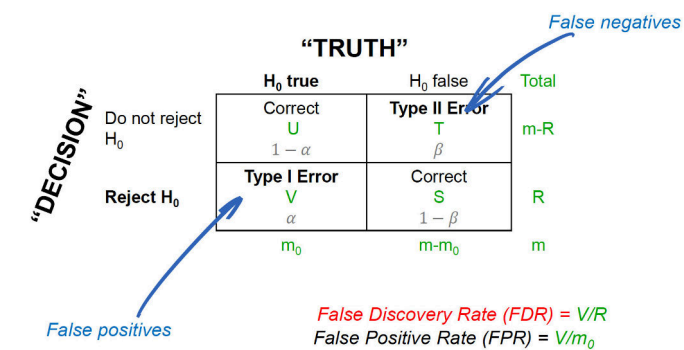 False negatives
“TRUTH”
H₀ true H₀ false Total
“DECISION”
Do not reject H₀
Correct
U
1 − α
Type II Error
T
β
m-R
Reject H₀
Type I Error
V
α
Correct
S
1 − β
R
m₀ m-m₀ m
False positives
False Discovery Rate (FDR) = V/R
False Positive Rate (FPR) = V/m₀